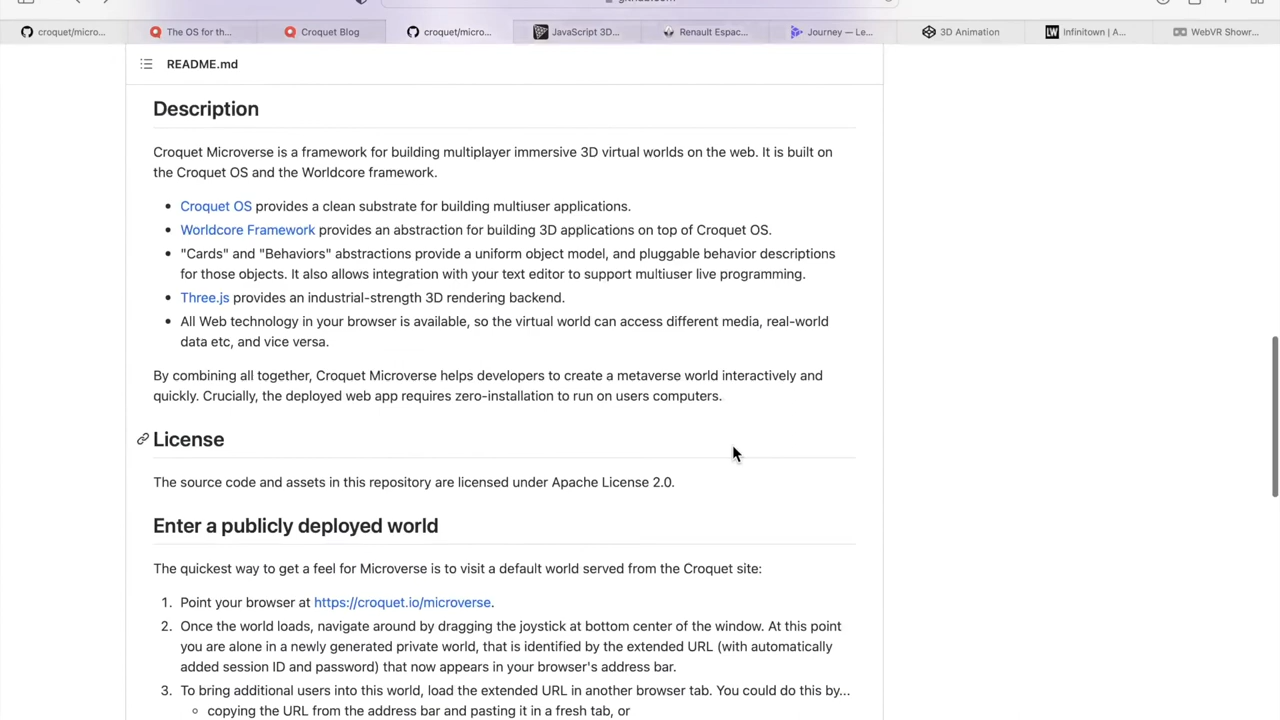 croquet/micro...
The OS for th...
Croquet Blog
croquet/micro...
JavaScript 3D...
Renault Espac...
Journey — Le...
3D Animation
Infinitown | A...
WebVR Showr...
README.md
Description
Croquet Microverse is a framework for building multiplayer immersive 3D virtual worlds on the web. It is built on
the Croquet OS and the Worldcore framework.
Croquet OS provides a clean substrate for building multiuser applications.
Worldcore Framework provides an abstraction for building 3D applications on top of Croquet OS.
"Cards" and "Behaviors" abstractions provide a uniform object model, and pluggable behavior descriptions
for those objects. It also allows integration with your text editor to support multiuser live programming.
Three.js provides an industrial-strength 3D rendering backend.
All Web technology in your browser is available, so the virtual world can access different media, real-world
data etc, and vice versa.
By combining all together, Croquet Microverse helps developers to create a metaverse world interactively and
quickly. Crucially, the deployed web app requires zero-installation to run on users computers.
License
The source code and assets in this repository are licensed under Apache License 2.0.
Enter a publicly deployed world
The quickest way to get a feel for Microverse is to visit a default world served from the Croquet site:
1. Point your browser at https://croquet.io/microverse.
2. Once the world loads, navigate around by dragging the joystick at bottom center of the window. At this point
you are alone in a newly generated private world, that is identified by the extended URL (with automatically
added session ID and password) that now appears in your browser's address bar.
3. To bring additional users into this world, load the extended URL in another browser tab. You could do this by...
copying the URL from the address bar and pasting it in a fresh tab, or